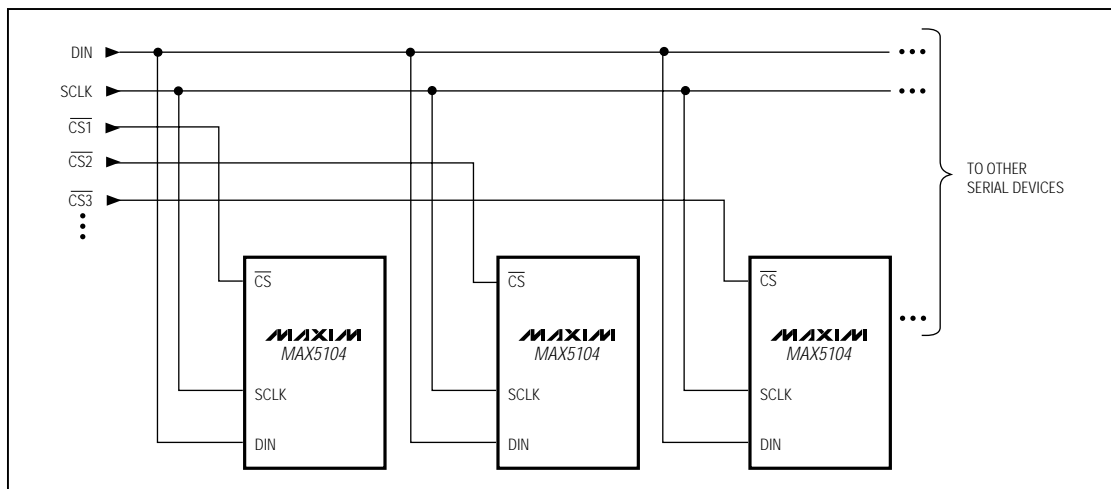 DIN
SCLK
CS1
CS2
CS3
TO OTHER
SERIAL DEVICES
CS
MAXIM
MAX5104
SCLK
DIN
CS
MAXIM
MAX5104
SCLK
DIN
CS
MAXIM
MAX5104
SCLK
DIN